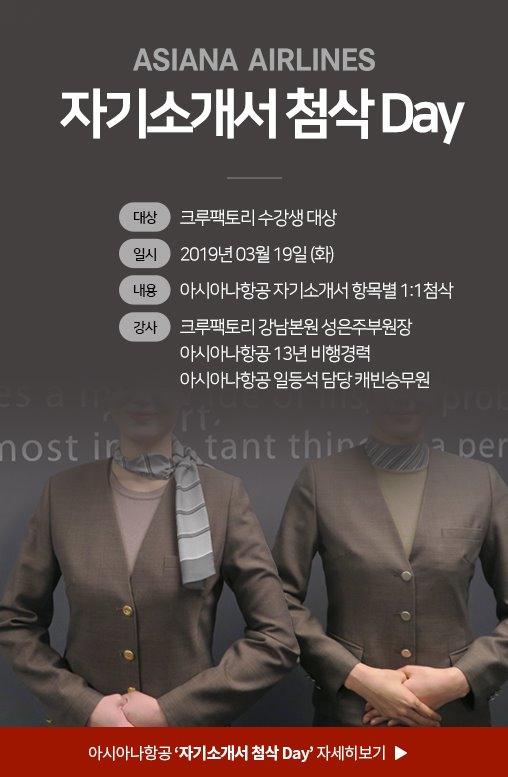 ASIANA AIRLINES
자기소개서 첨삭 Day
대상 크루팩토리 수강생 대상
일시 2019년 03월 19일 (화)
내용 아시아나항공 자기소개서 항목별 1:1첨삭
강사 크루팩토리 강남본원 성은주부원장
아시아나항공 13년 비행경력
아시아나항공 일등석 담당 캐빈승무원
es a prob
most im tant thing a per
아시아나항공 ‘자기소개서 첨삭 Day’ 자세히보기 ▶